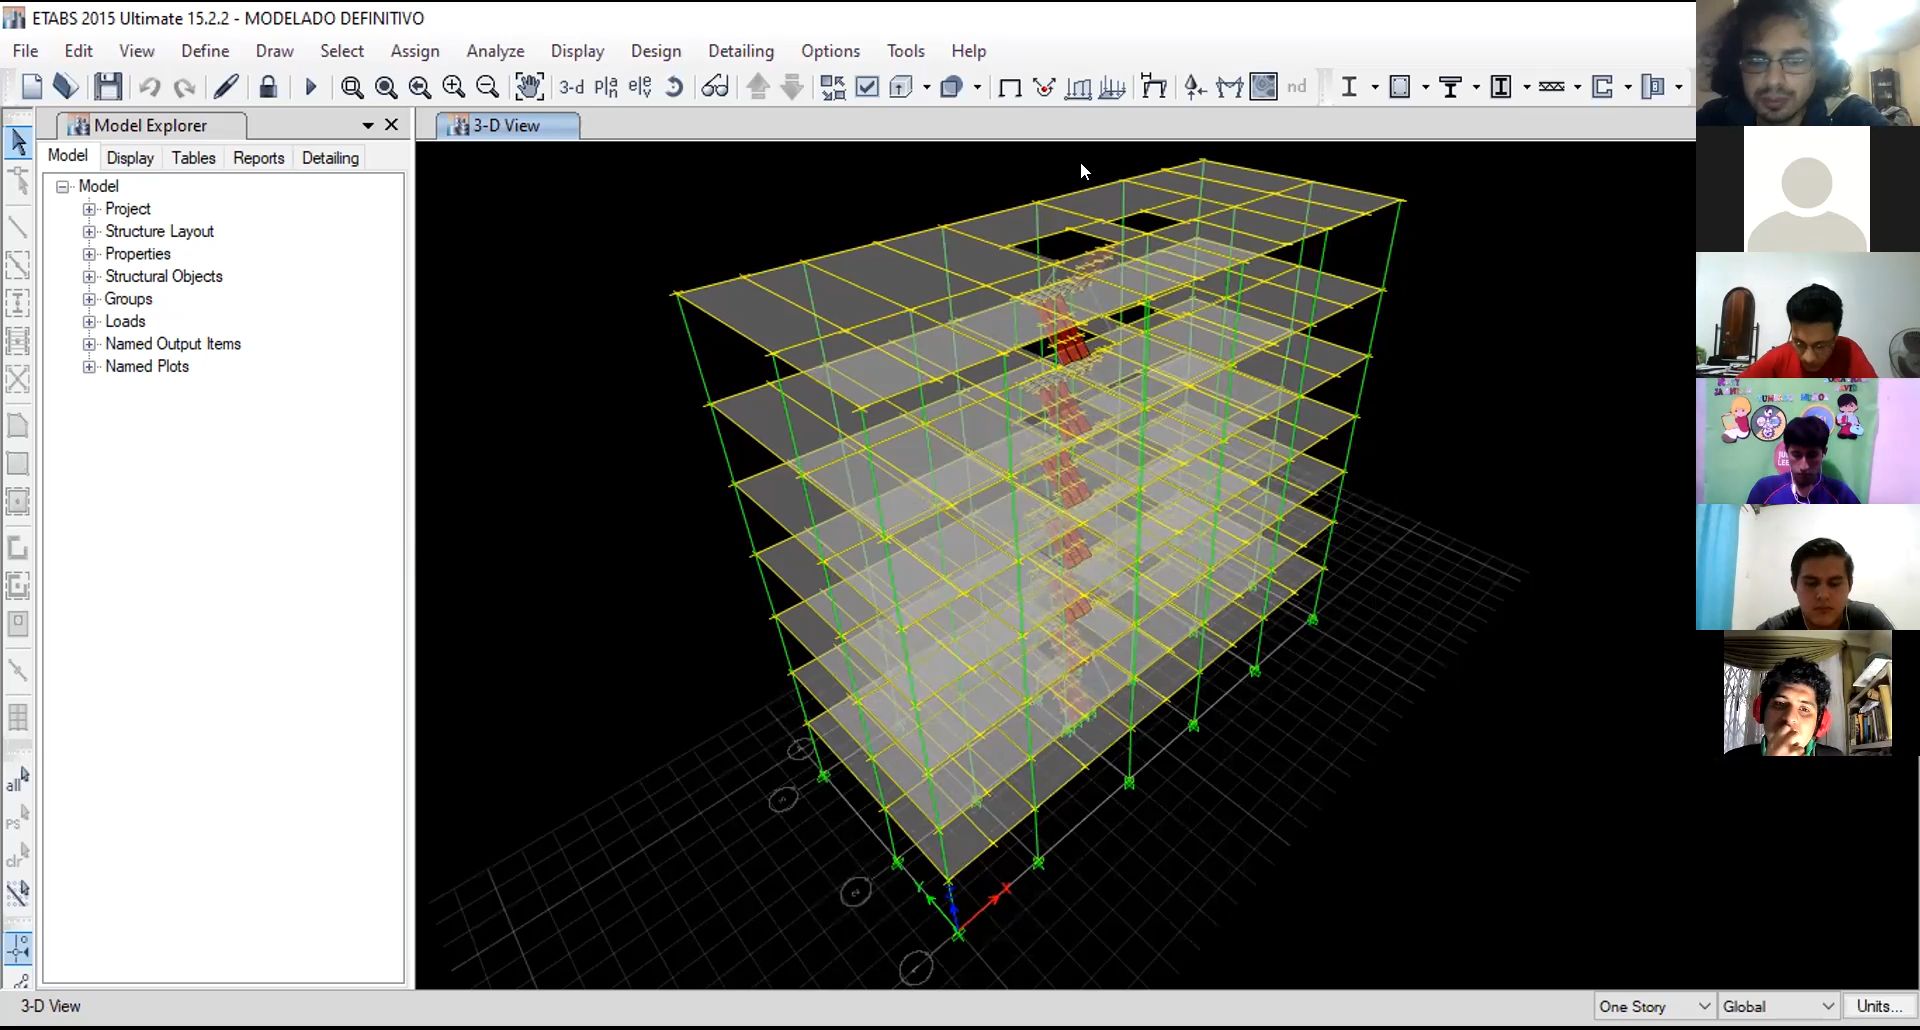 ETABS 2015 Ultimate 15.2.2 - MODELADO DEFINITIVO
File Edit View Define Draw Select Assign Analyze Display Design Detailing Options Tools Help
3-d
nd
Model Explorer
3-D View
Model Display Tables Reports Detailing
Model
Project
Structure Layout
Properties
Structural Objects
Groups
Loads
Named Output Items
Named Plots
all
ps
clr
3-D View
One Story
Global
Units...